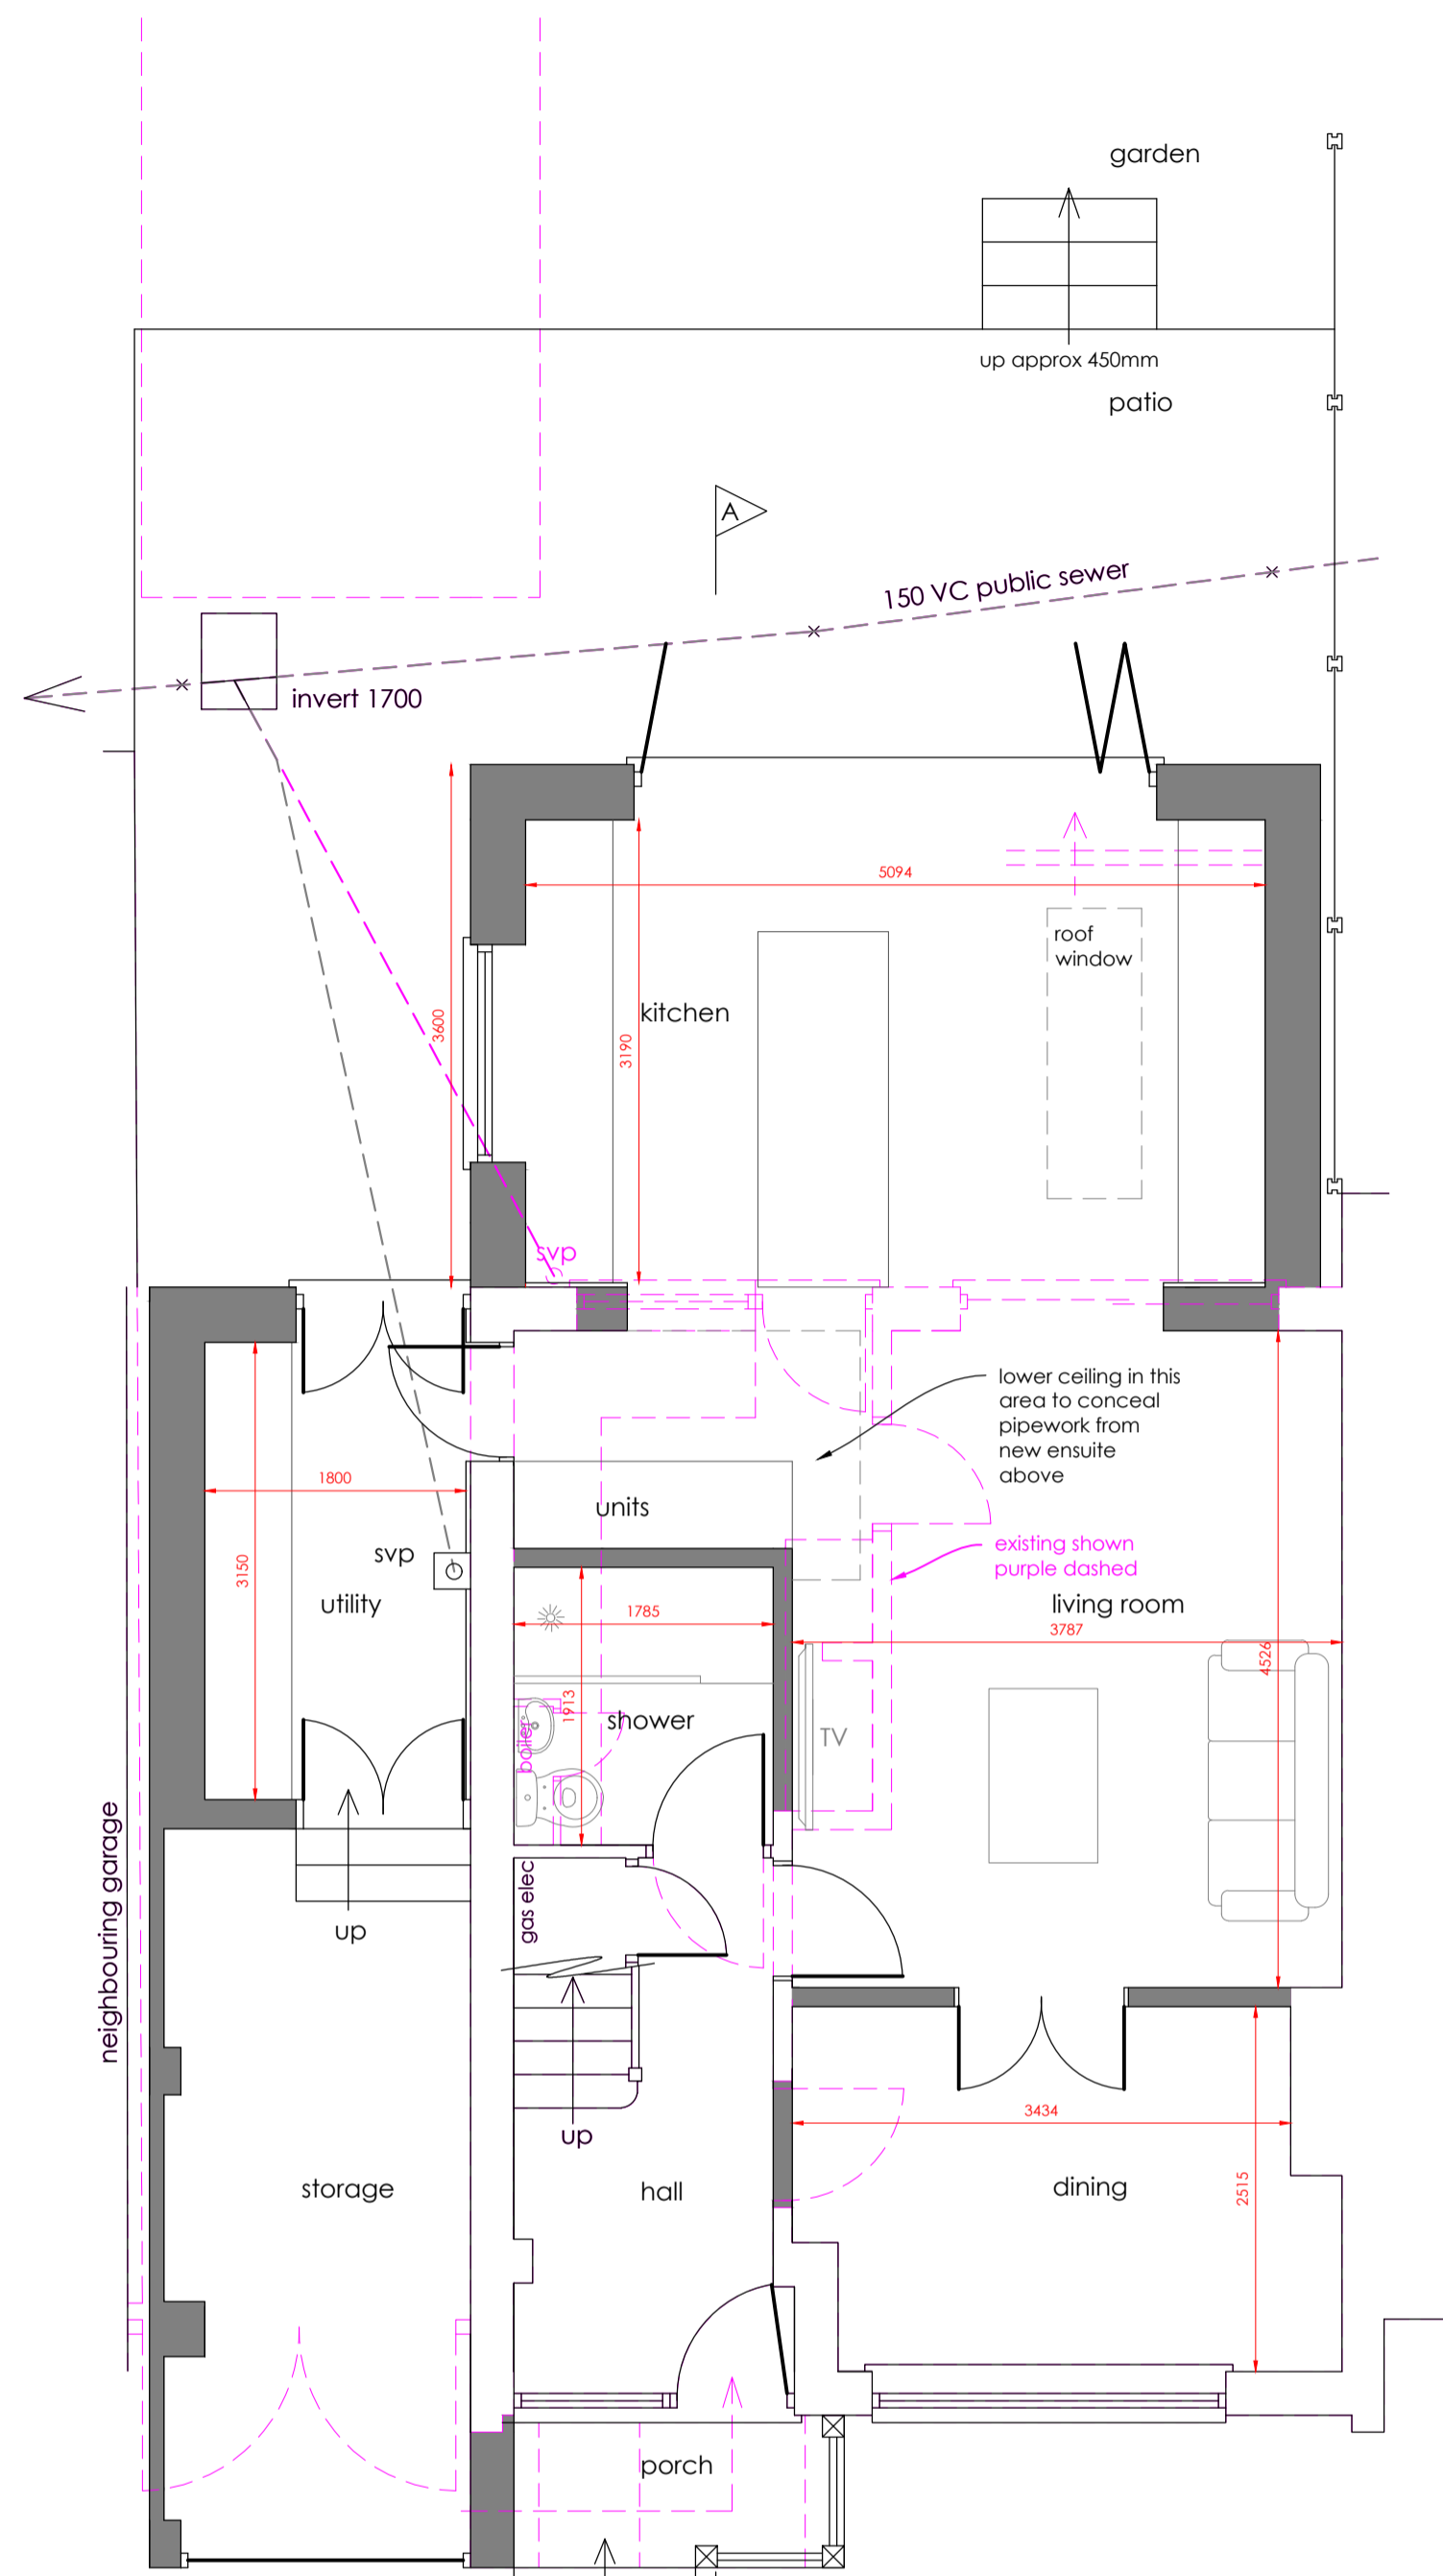 garden
up approx 450mm
patio
A
150 VC public sewer
invert 1700
5094
roof
window
kitchen
3600
3190
svp
lower ceiling in this
area to conceal
pipework from
new ensuite
above
1800
units
existing shown
purple dashed
svp
3150
utility
1785
living room
3787
4526
1913
shower
boiler
TV
neighbouring garage
gas elec
up
up
3434
storage
hall
dining
2515
porch